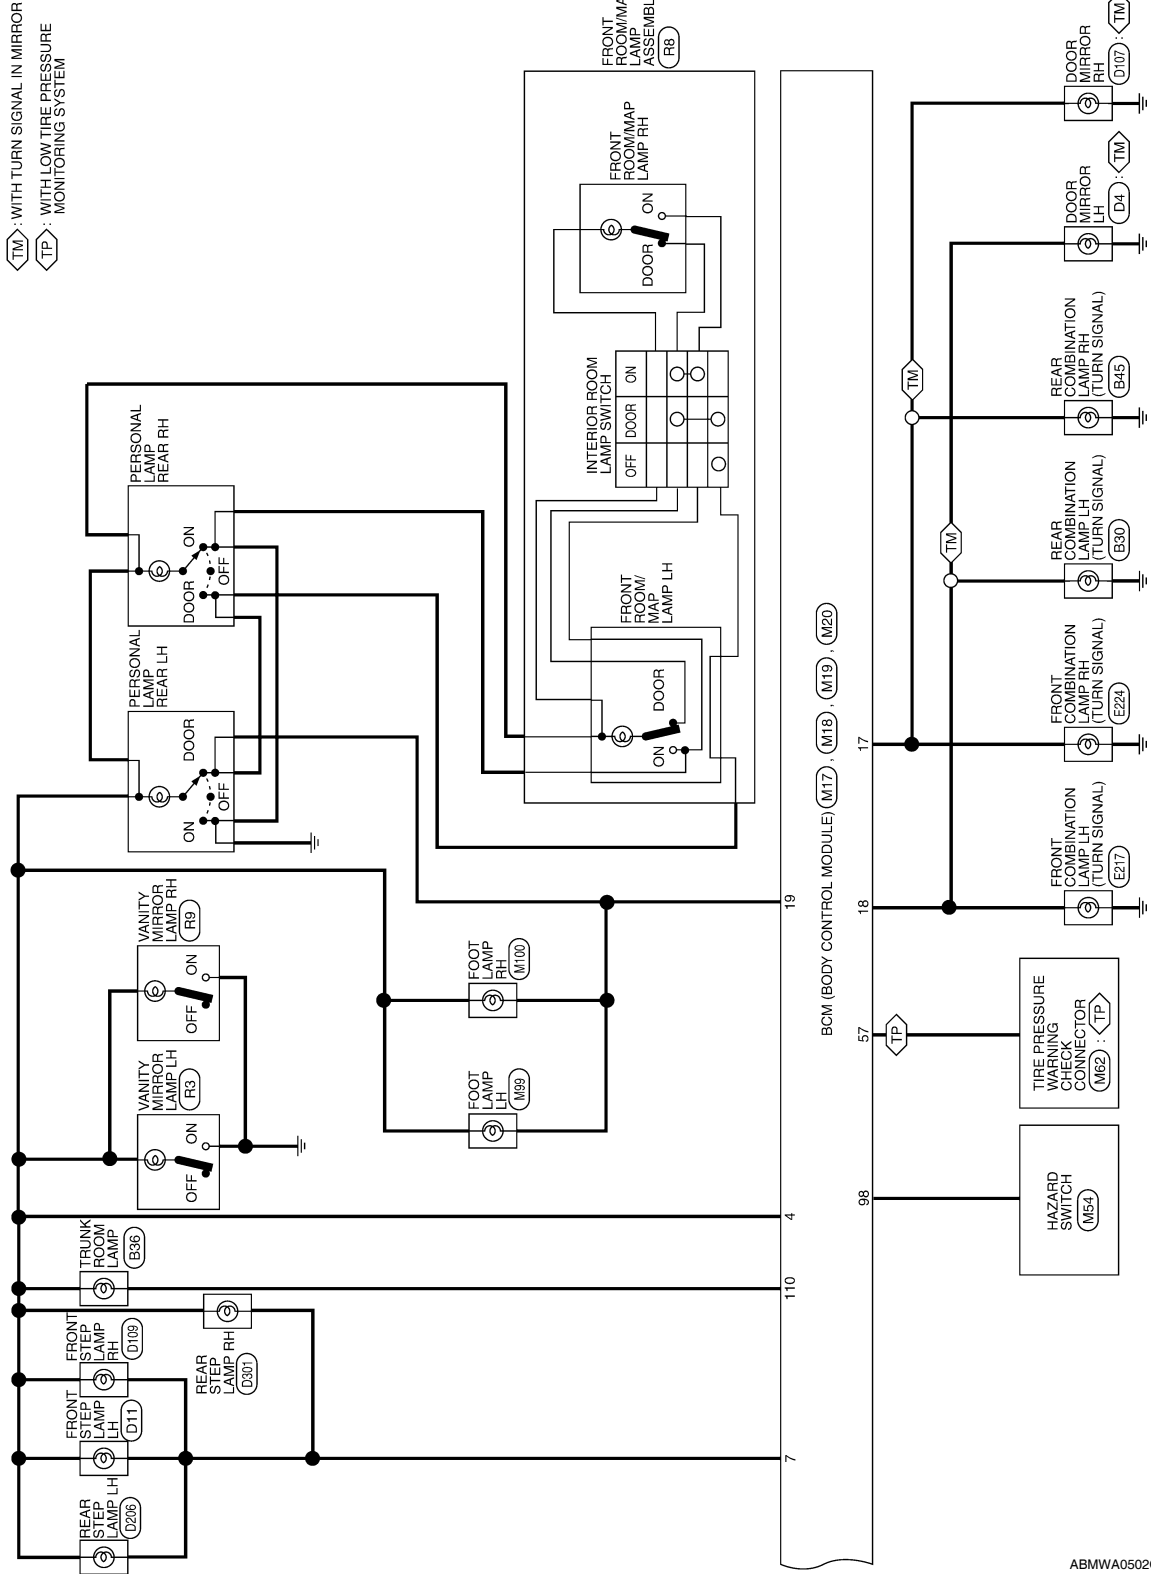 TM : WITH TURN SIGNAL IN MIRROR
TP : WITH LOW TIRE PRESSURE
MONITORING SYSTEM
REAR
STEP
LAMP LH
D206
FRONT
STEP
LAMP
LH
D11
FRONT
STEP
LAMP
RH
D109
REAR
STEP
LAMP RH
D301
TRUNK
ROOM
LAMP
B36
VANITY
MIRROR
LAMP LH
R3
OFF
ON
VANITY
MIRROR
LAMP RH
R9
OFF
ON
PERSONAL
LAMP
REAR LH
ON
OFF
DOOR
PERSONAL
LAMP
REAR RH
DOOR
OFF
ON
FOOT
LAMP
LH
M99
FOOT
LAMP
RH
M100
FRONT
LAMP
R8
FRONT
ROOM/
MAP
LAMP LH
ON
DOOR
INTERIOR ROOM
LAMP SWITCH
OFF
DOOR
ON
FRONT
ROOM/MAP
LAMP RH
DOOR
ON
7
110
4
19
BCM (BODY CONTROL MODULE) M17 , M18 , M19 , M20
98
57
18
17
TP
TM
TM
HAZARD
SWITCH
M54
TIRE PRESSURE
WARNING
CHECK
CONNECTOR
M62 : TP
FRONT
COMBINATION
LAMP LH
(TURN SIGNAL)
E217
FRONT
COMBINATION
LAMP RH
(TURN SIGNAL)
E224
REAR
COMBINATION
LAMP LH
(TURN SIGNAL)
B30
REAR
COMBINATION
LAMP RH
(TURN SIGNAL)
B45
DOOR
MIRROR
LH
D4 : TM
DOOR
MIRROR
RH
D107 : TM